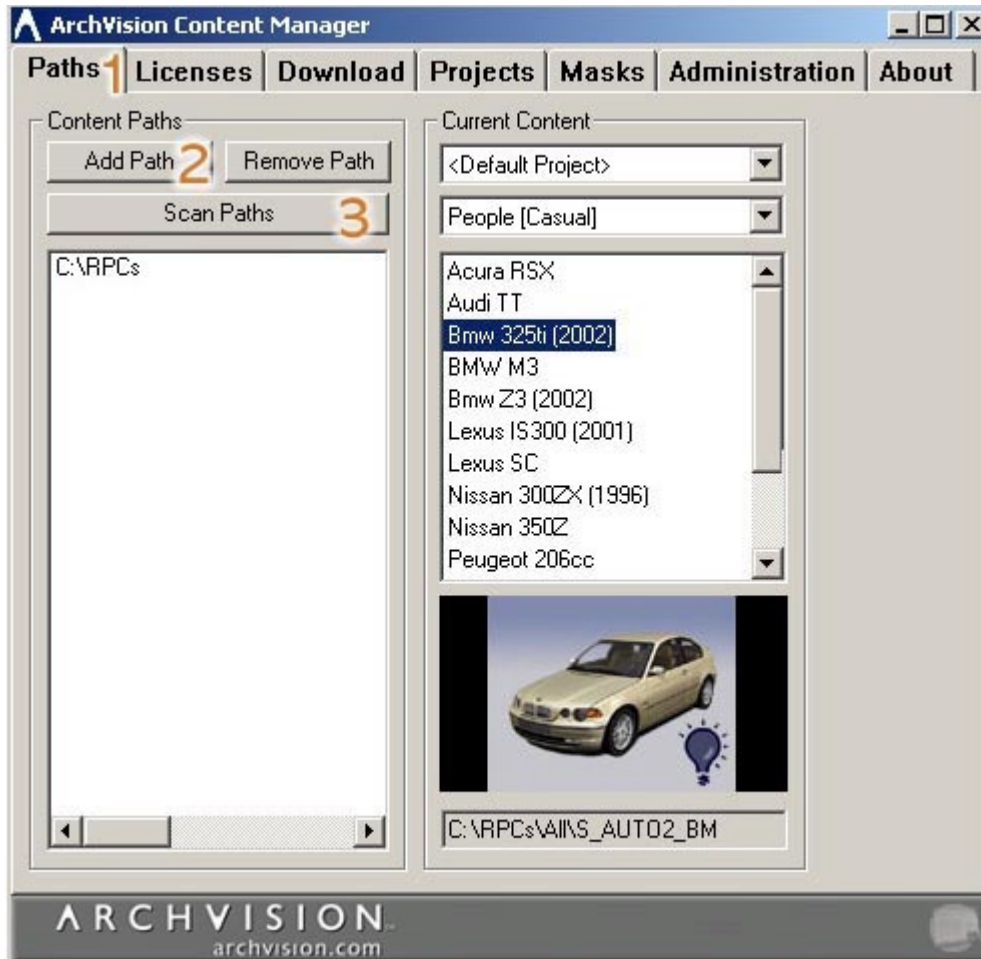 ArchVision Content Manager
Paths 1 Licenses Download Projects Masks Administration About
Content Paths
Add Path 2 Remove Path
Scan Paths 3
C:\RPCs
Current Content
<Default Project>
People [Casual]
Acura RSX
Audi TT
Bmw 325ti (2002)
BMW M3
Bmw Z3 (2002)
Lexus IS300 (2001)
Lexus SC
Nissan 300ZX (1996)
Nissan 350Z
Peugeot 206cc
C:\RPCs\All\S_AUTO2_BM
ARCHVISION
archvision.com